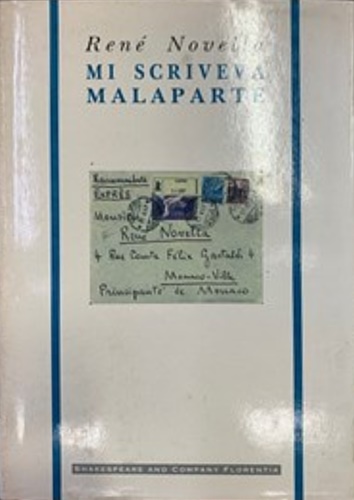 René Novella
MI SCRIVEVA
MALAPARTE
Raccomandata
EXPRÈS
Monsieur
René Novella
4 Rue Comte Félix Gastaldi 4
Monaco-Ville
Principauté de Monaco
SHAKESPEARE AND COMPANY FLORENTIA